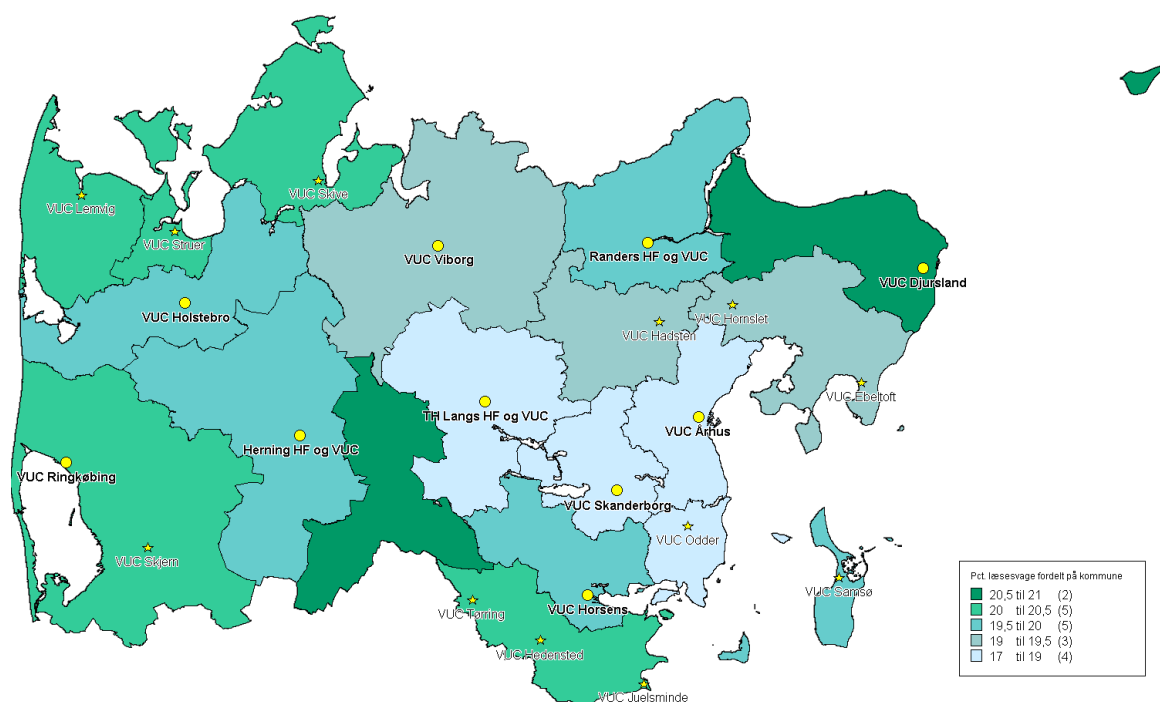 VUC Skive
VUC Lemvig
VUC Struer
VUC Viborg
Randers HF og VUC
VUC Djursland
VUC Holstebro
VUC Hornslet
VUC Hadsten
VUC Ebeltoft
TH Langs HF og VUC
VUC Århus
Herning HF og VUC
VUC Ringkøbing
VUC Skanderborg
VUC Odder
VUC Skjern
VUC Samsø
VUC Tørring
VUC Horsens
VUC Hedensted
VUC Juelsminde
Pct. læsesvage fordelt på kommune
20,5 til 21 (2)
20 til 20,5 (5)
19,5 til 20 (5)
19 til 19,5 (3)
17 til 19 (4)